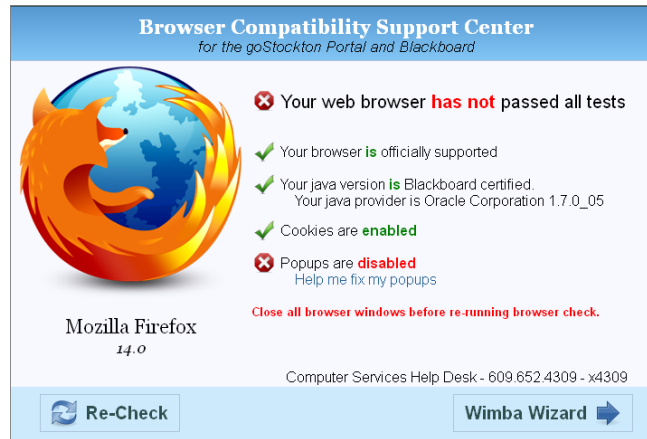 Browser Compatibility Support Center
for the goStockton Portal and Blackboard
Your web browser has not passed all tests
Your browser is officially supported
Your java version is Blackboard certified.
Your java provider is Oracle Corporation 1.7.0_05
Cookies are enabled
Popups are disabled
Help me fix my popups
Close all browser windows before re-running browser check.
Mozilla Firefox
14.0
Computer Services Help Desk - 609.652.4309 - x4309
Re-Check
Wimba Wizard